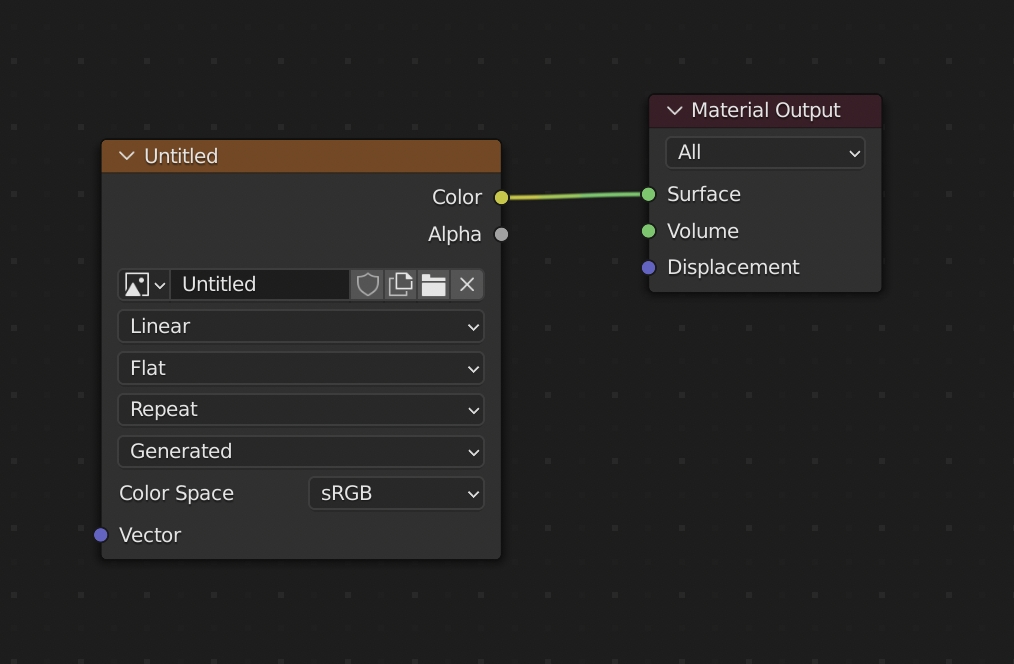 Untitled
Color
Alpha
Untitled
Linear
Flat
Repeat
Generated
Color Space sRGB
Vector
Material Output
All
Surface
Volume
Displacement